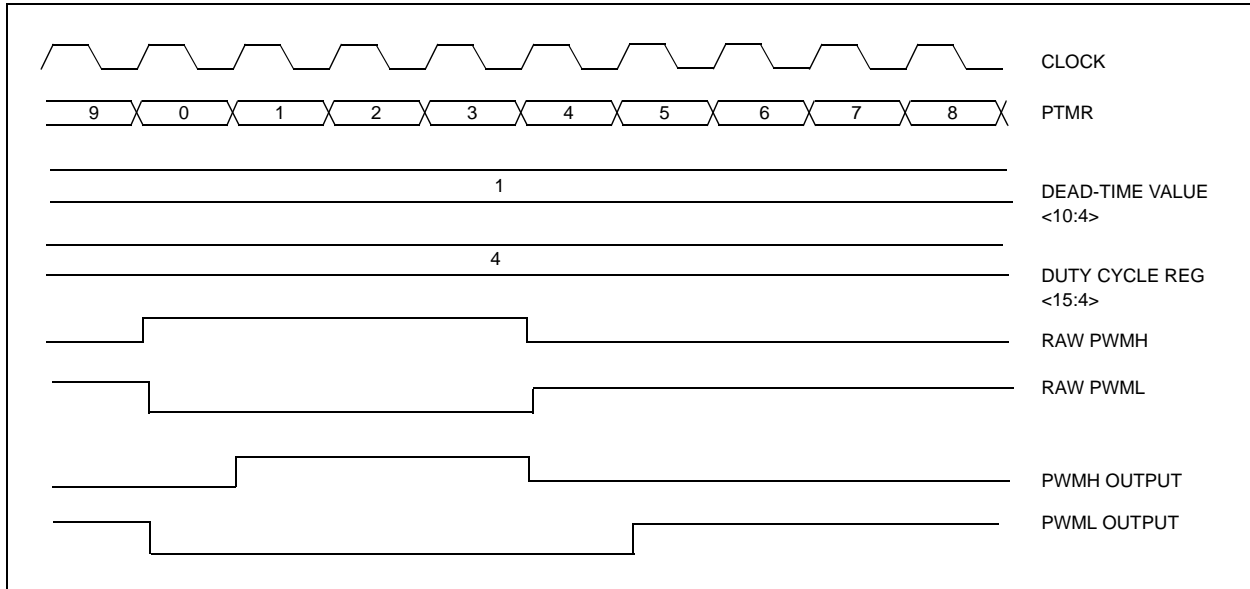 CLOCK
9 0 1 2 3 4 5 6 7 8 PTMR
1
DEAD-TIME VALUE
<10:4>
4
DUTY CYCLE REG
<15:4>
RAW PWMH
RAW PWML
PWMH OUTPUT
PWML OUTPUT